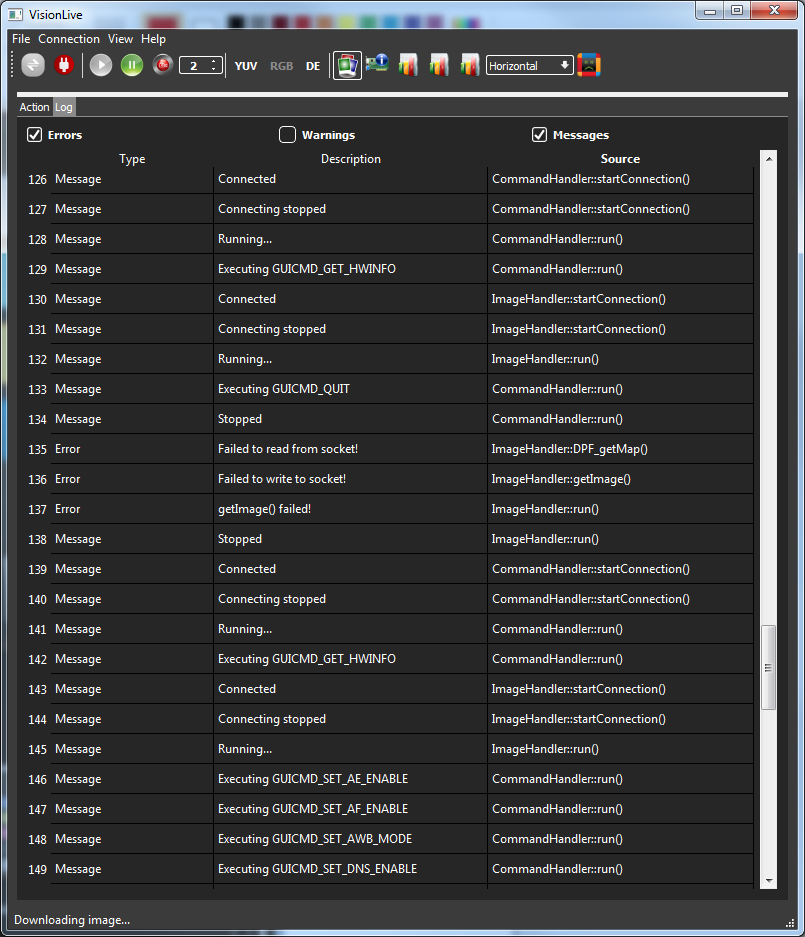 VisionLive
File Connection View Help
2 YUV RGB DE Horizontal
Action Log
Errors Warnings Messages
Type Description Source
126 Message Connected CommandHandler::startConnection()
127 Message Connecting stopped CommandHandler::startConnection()
128 Message Running... CommandHandler::run()
129 Message Executing GUICMD_GET_HWINFO CommandHandler::run()
130 Message Connected ImageHandler::startConnection()
131 Message Connecting stopped ImageHandler::startConnection()
132 Message Running... ImageHandler::run()
133 Message Executing GUICMD_QUIT CommandHandler::run()
134 Message Stopped CommandHandler::run()
135 Error Failed to read from socket! ImageHandler::DPF_getMap()
136 Error Failed to write to socket! ImageHandler::getImage()
137 Error getImage() failed! ImageHandler::run()
138 Message Stopped ImageHandler::run()
139 Message Connected CommandHandler::startConnection()
140 Message Connecting stopped CommandHandler::startConnection()
141 Message Running... CommandHandler::run()
142 Message Executing GUICMD_GET_HWINFO CommandHandler::run()
143 Message Connected ImageHandler::startConnection()
144 Message Connecting stopped ImageHandler::startConnection()
145 Message Running... ImageHandler::run()
146 Message Executing GUICMD_SET_AE_ENABLE CommandHandler::run()
147 Message Executing GUICMD_SET_AF_ENABLE CommandHandler::run()
148 Message Executing GUICMD_SET_AWB_MODE CommandHandler::run()
149 Message Executing GUICMD_SET_DNS_ENABLE CommandHandler::run()
Downloading image...